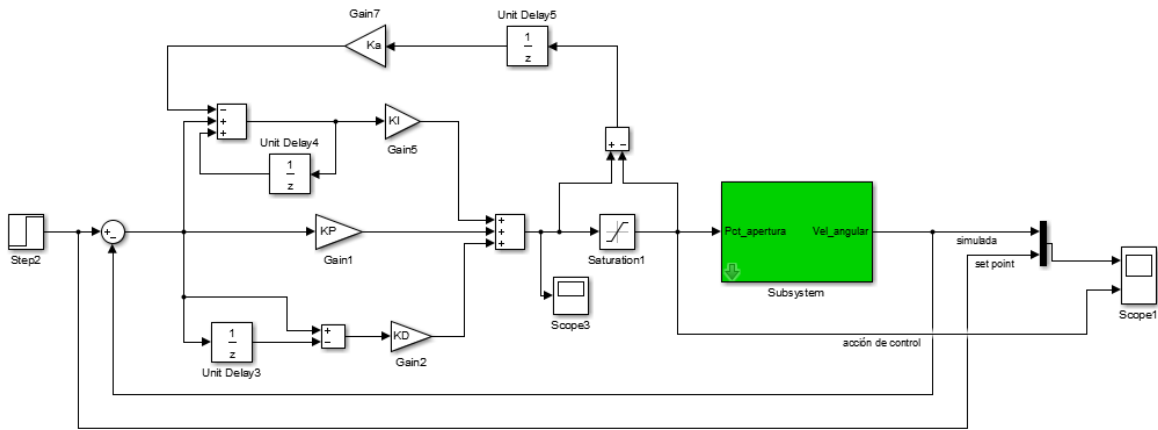 Gain7
Ka
Unit Delay5
1
z
−
+
+
KI
Gain5
Unit Delay4
1
z
+ −
Step2
+
−
KP
Gain1
+
+
+
Saturation1
Scope3
Pct_apertura
Vel_angular
Subsystem
simulada
set point
Scope1
acción de control
1
z
Unit Delay3
+
−
KD
Gain2